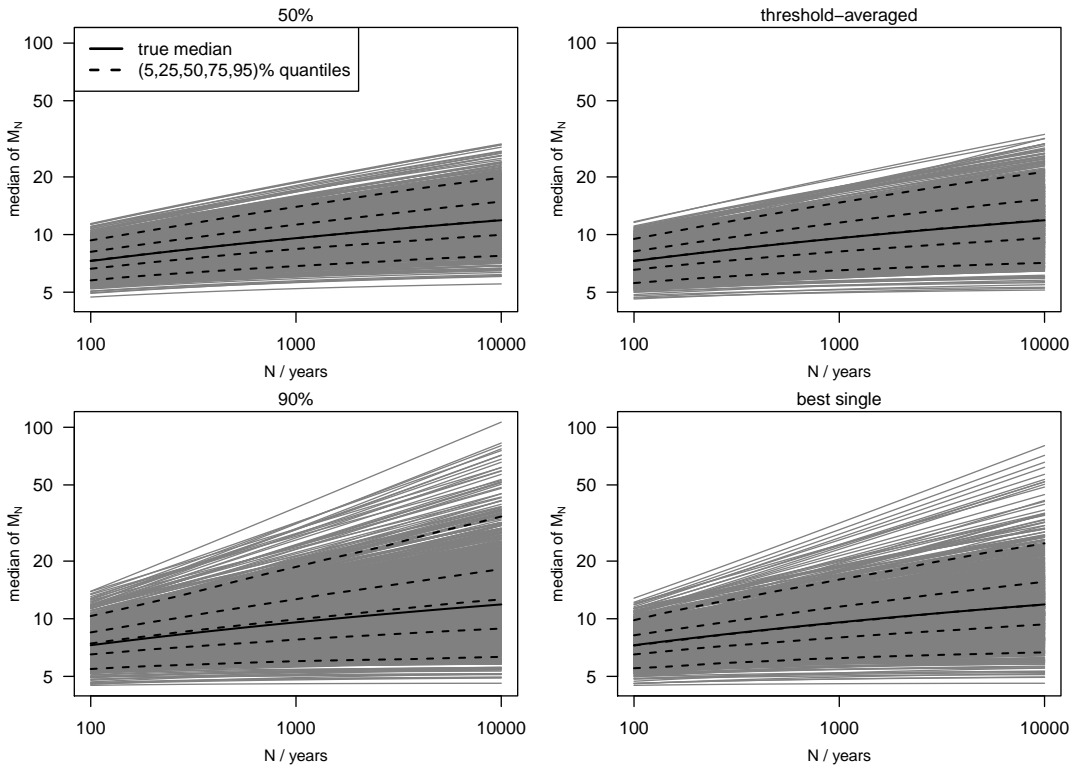 50%
true median
(5,25,50,75,95)% quantiles
median of M_N
100
50
20
10
5
100
1000
10000
N / years
threshold−averaged
median of M_N
100
50
20
10
5
100
1000
10000
N / years
90%
median of M_N
100
50
20
10
5
100
1000
10000
N / years
best single
median of M_N
100
50
20
10
5
100
1000
10000
N / years